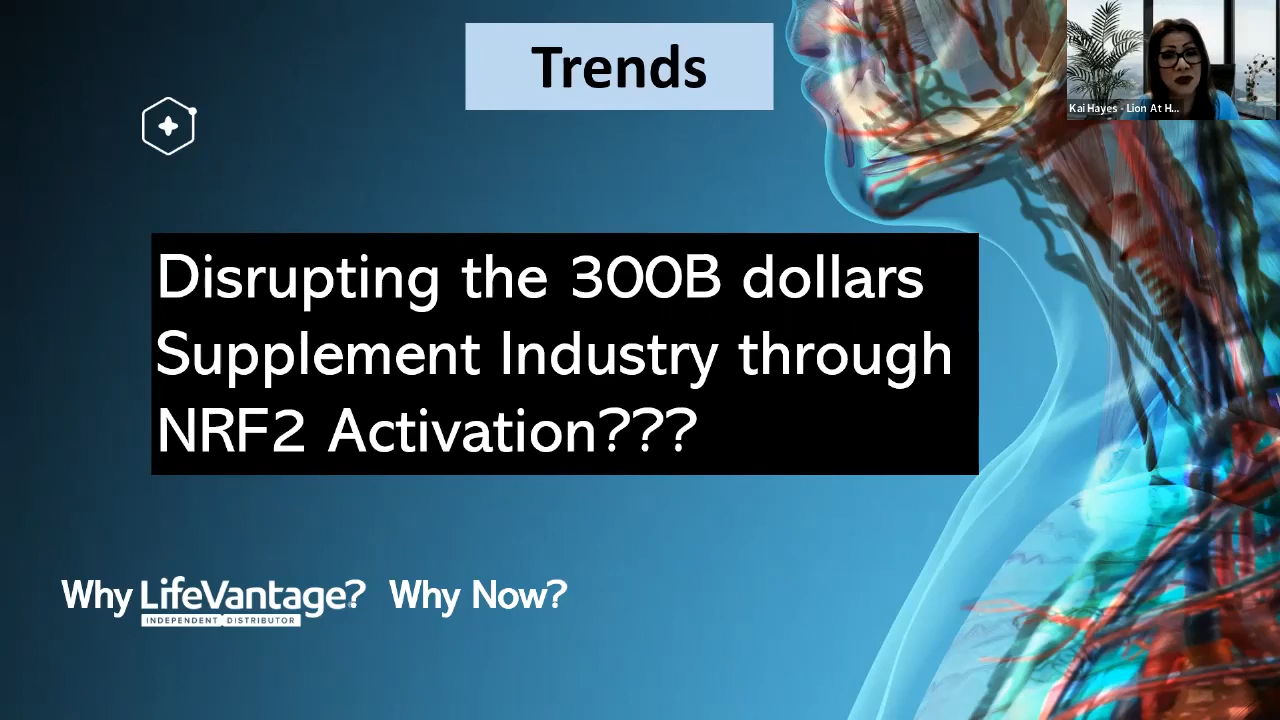 Trends
Kai Hayes - Lion At H...
Disrupting the 300B dollars
Supplement Industry through
NRF2 Activation???
Why LifeVantage? Why Now?
INDEPENDENT DISTRIBUTOR